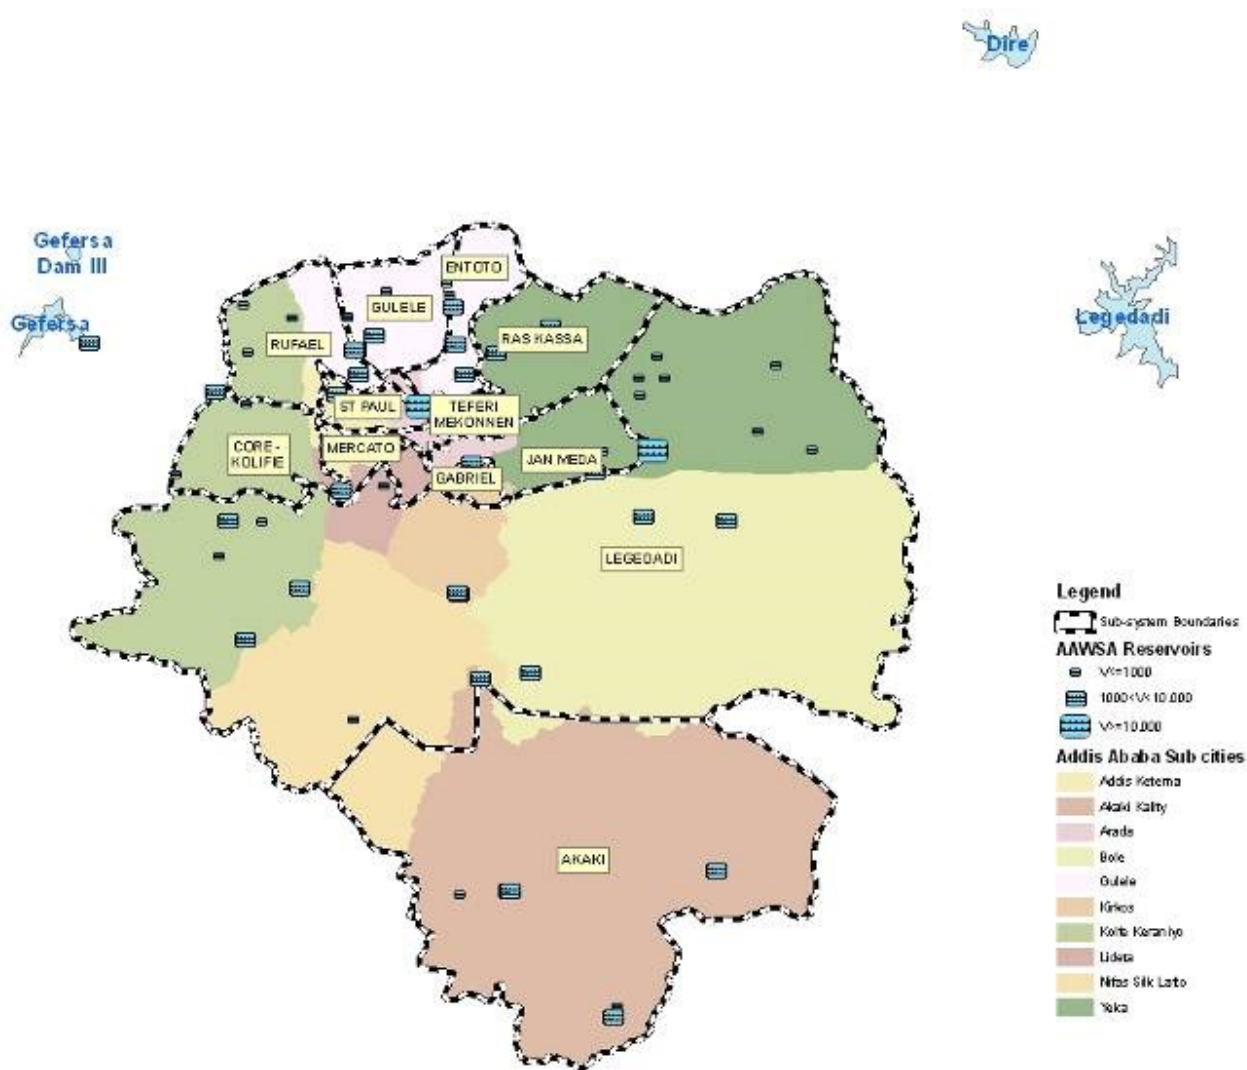 Dire
Gefersa
Dam III
Gefersa
Legedadi
ENTOTO
GULELE
RUFAEL
RAS KASSA
ST PAUL
TEFERI
MEKONNEN
CORE-
KOLIFIE
MERCATO
JAN MEDA
GABRIEL
LEGEDADI
AKAKI
Legend
Sub-system Boundaries
AAWSA Reservoirs
V<=1000
1000<V<10,000
V>=10,000
Addis Ababa Sub cities
Addis Ketema
Akaki Kality
Arada
Bole
Gulele
Kirkos
Kolfe Keraniyo
Lideta
Nifas Silk Lafto
Yeka